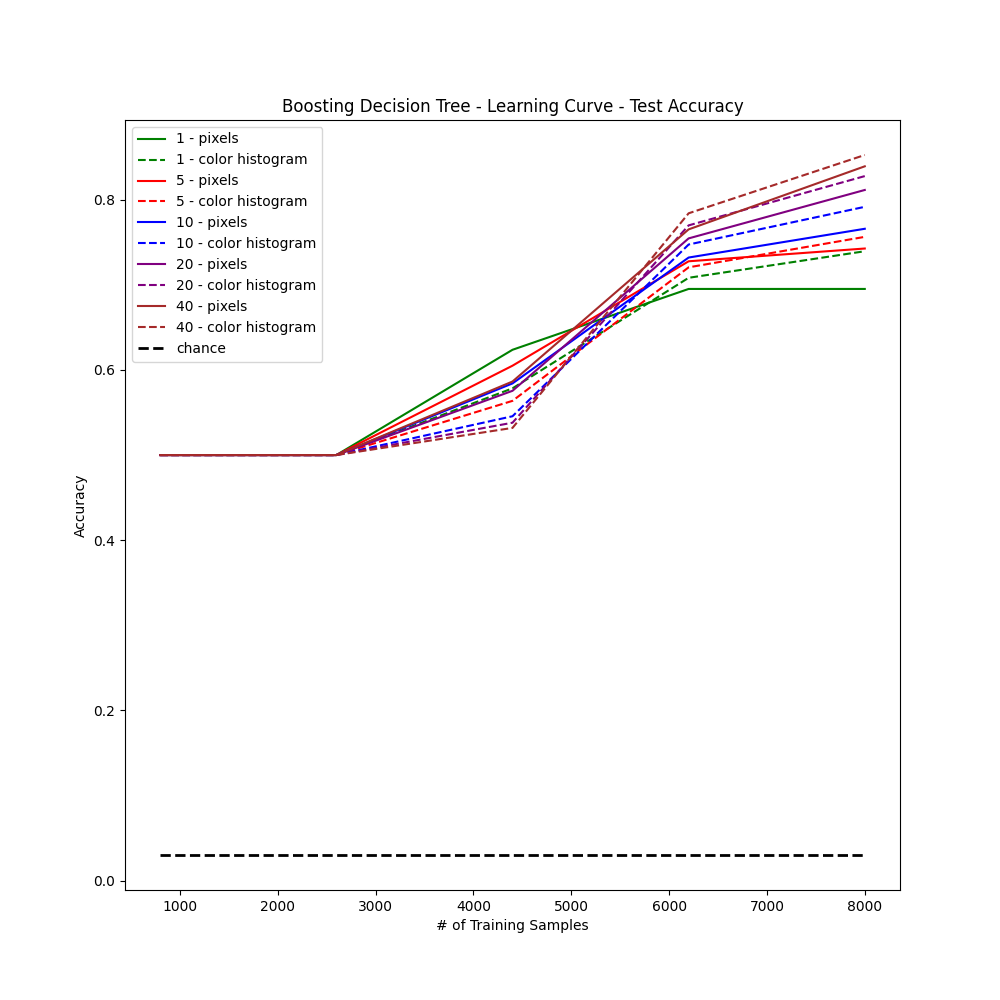 Boosting Decision Tree - Learning Curve - Test Accuracy
1 - pixels
1 - color histogram
5 - pixels
5 - color histogram
10 - pixels
10 - color histogram
20 - pixels
20 - color histogram
40 - pixels
40 - color histogram
chance
0.8
0.6
0.4
0.2
0.0
Accuracy
1000 2000 3000 4000 5000 6000 7000 8000
# of Training Samples